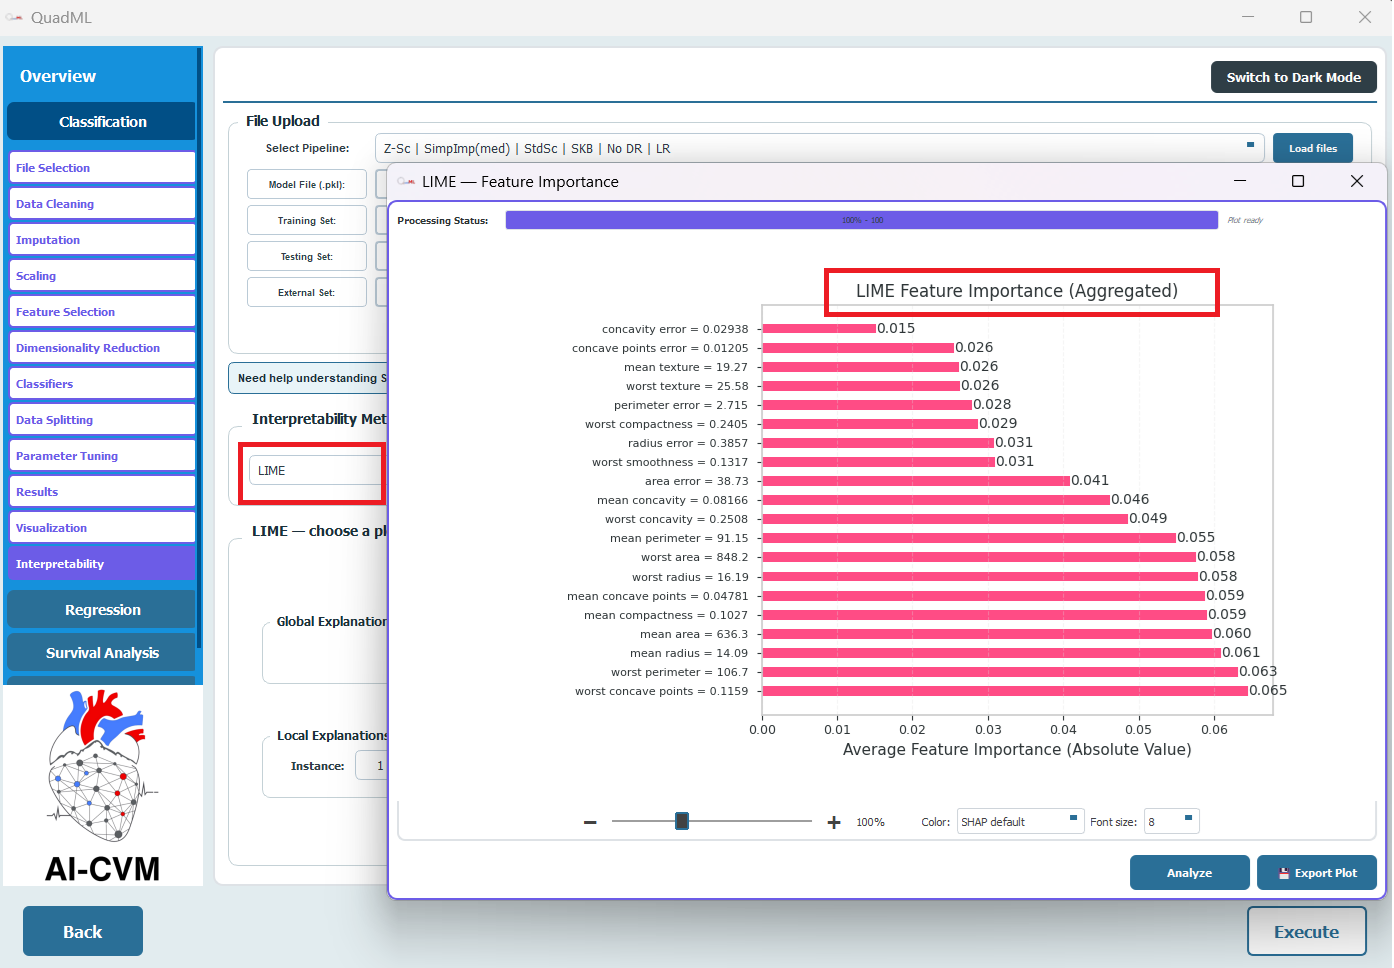 QuadML
Overview
Classification
File Selection
Data Cleaning
Imputation
Scaling
Feature Selection
Dimensionality Reduction
Classifiers
Data Splitting
Parameter Tuning
Results
Visualization
Interpretability
Regression
Survival Analysis
AI-CVM
Back
Switch to Dark Mode
File Upload
Select Pipeline:
Z-Sc | SimpImp(med) | StdSc | SKB | No DR | LR
Load files
Model File (.pkl):
Training Set:
Testing Set:
External Set:
Need help understanding S
Interpretability Met
LIME
LIME — choose a pl
Global Explanation
Local Explanations
Instance: 1
LIME — Feature Importance
Processing Status: 100% - 100 Plot ready
LIME Feature Importance (Aggregated)
concavity error = 0.02938 0.015
concave points error = 0.01205 0.026
mean texture = 19.27 0.026
worst texture = 25.58 0.026
perimeter error = 2.715 0.028
worst compactness = 0.2405 0.029
radius error = 0.3857 0.031
worst smoothness = 0.1317 0.031
area error = 38.73 0.041
mean concavity = 0.08166 0.046
worst concavity = 0.2508 0.049
mean perimeter = 91.15 0.055
worst area = 848.2 0.058
worst radius = 16.19 0.058
mean concave points = 0.04781 0.059
mean compactness = 0.1027 0.059
mean area = 636.3 0.060
mean radius = 14.09 0.061
worst perimeter = 106.7 0.063
worst concave points = 0.1159 0.065
0.00 0.01 0.02 0.03 0.04 0.05 0.06
Average Feature Importance (Absolute Value)
− + 100% Color: SHAP default Font size: 8
Analyze
Export Plot
Execute